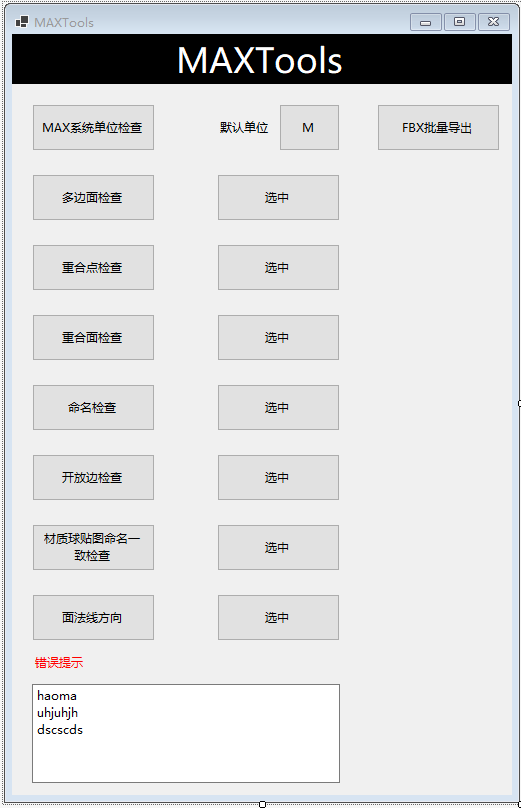 MAXTools
MAXTools
MAX系统单位检查 默认单位 M FBX批量导出
多边面检查 选中
重合点检查 选中
重合面检查 选中
命名检查 选中
开放边检查 选中
材质球贴图命名一
致检查 选中
面法线方向 选中
错误提示
haoma
uhjuhjh
dscscds